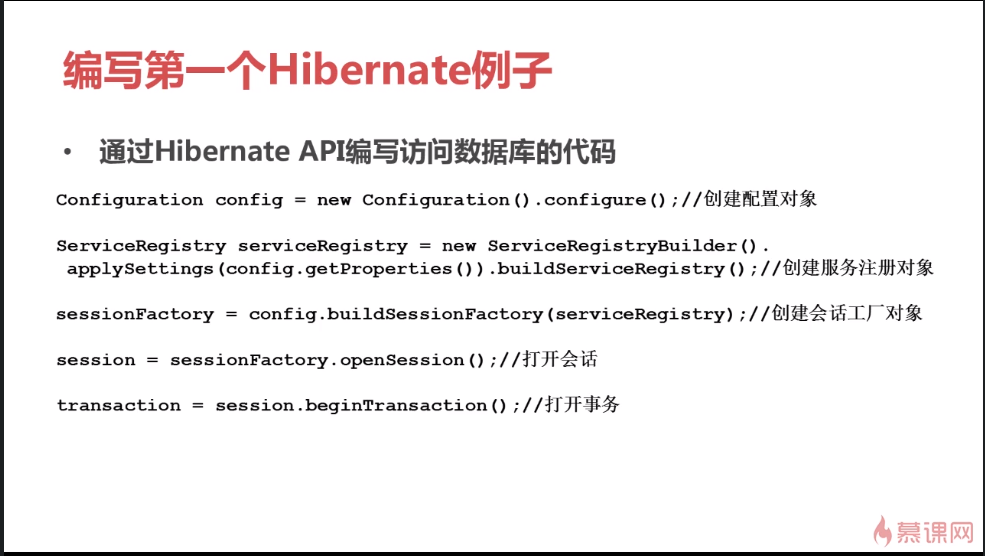 编写第一个Hibernate例子
• 通过Hibernate API编写访问数据库的代码
Configuration config = new Configuration().configure();//创建配置对象
ServiceRegistry serviceRegistry = new ServiceRegistryBuilder().
applySettings(config.getProperties()).buildServiceRegistry();//创建服务注册对象
sessionFactory = config.buildSessionFactory(serviceRegistry);//创建会话工厂对象
session = sessionFactory.openSession();//打开会话
transaction = session.beginTransaction();//打开事务
慕课网